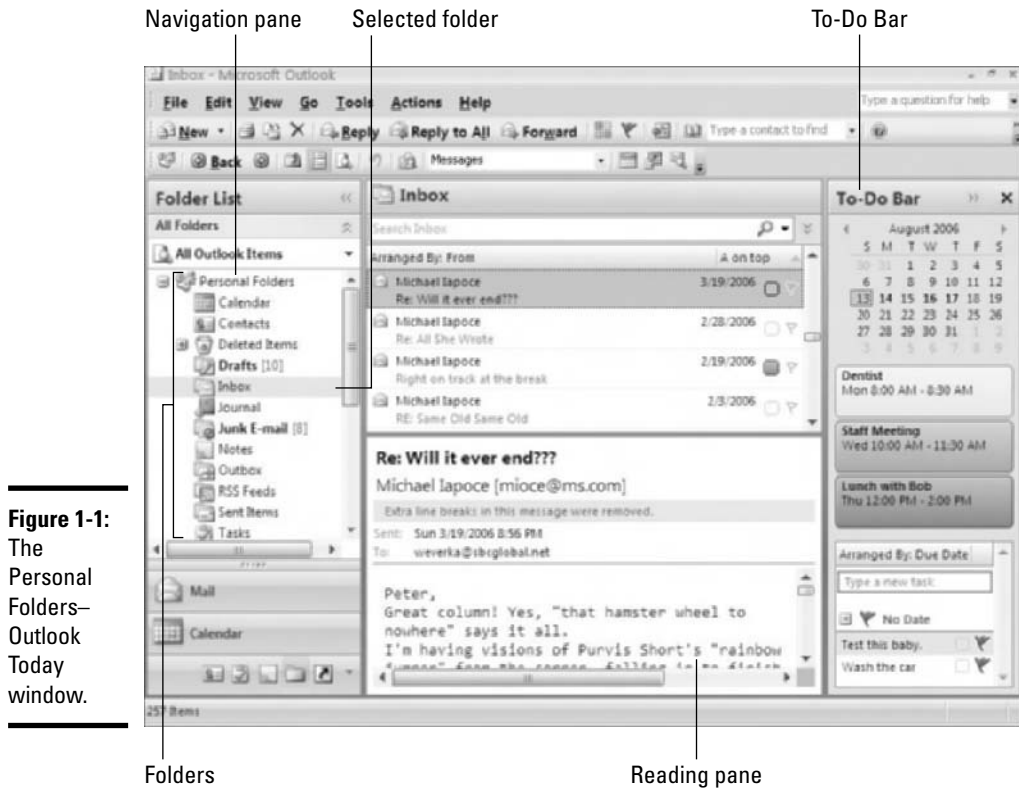 Navigation pane
Selected folder
To-Do Bar
Inbox - Microsoft Outlook
File Edit View Go Tools Actions Help
Type a question for help
New Reply Reply to All Forward Type a contact to find
Back Messages
Folder List
All Folders
All Outlook Items
Personal Folders
Calendar
Contacts
Deleted Items
Drafts [10]
Inbox
Journal
Junk E-mail [8]
Notes
Outbox
RSS Feeds
Sent Items
Tasks
Mail
Calendar
257 Items
Inbox
Search Inbox
Arranged By: From A on top
Michael Iapoce 3/19/2006
Re: Will it ever end???
Michael Iapoce 2/28/2006
Re: All She Wrote
Michael Iapoce 2/19/2006
Right on track at the break
Michael Iapoce 2/3/2006
RE: Same Old Same Old
Re: Will it ever end???
Michael Iapoce [mioce@ms.com]
Extra line breaks in this message were removed.
Sent: Sun 3/19/2006 8:56 PM
To: weverka@sbcglobal.net
Peter,
Great column! Yes, "that hamster wheel to
nowhere" says it all.
I'm having visions of Purvis Short's "rainbow
To-Do Bar
August 2006
S M T W T F S
30 31 1 2 3 4 5
6 7 8 9 10 11 12
13 14 15 16 17 18 19
20 21 22 23 24 25 26
27 28 29 30 31 1 2
3 4 5 6 7 8 9
Dentist
Mon 8:00 AM - 8:30 AM
Staff Meeting
Wed 10:00 AM - 11:30 AM
Lunch with Bob
Thu 12:00 PM - 2:00 PM
Arranged By: Due Date
Type a new task
No Date
Test this baby.
Wash the car
Figure 1-1:
The
Personal
Folders–
Outlook
Today
window.
Folders
Reading pane